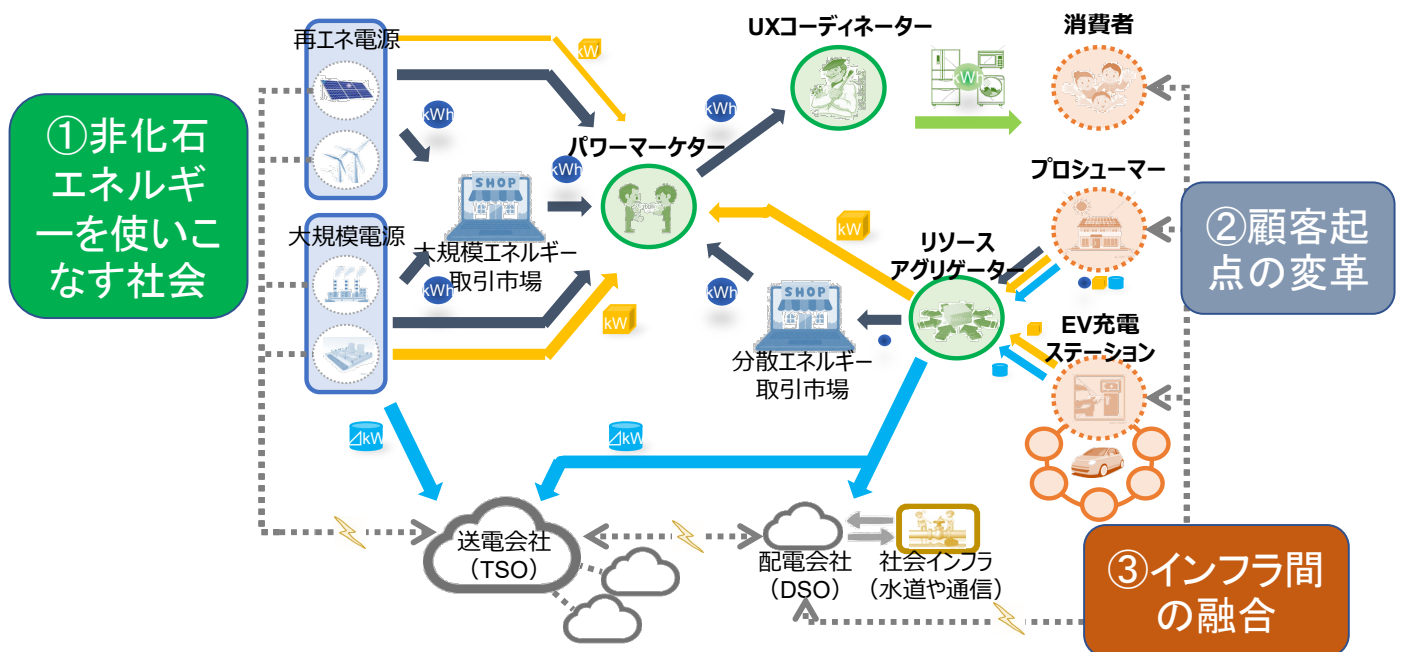 ①非化石
エネルギ
ーを使いこ
なす社会
再エネ電源
kW
kWh
大規模電源
kWh
SHOP
大規模エネルギー
取引市場
kWh
kW
パワーマーケター
kWh
UXコーディネーター
kWh
消費者
プロシューマー
②顧客起
点の変革
kW
リソース
アグリゲーター
kWh
SHOP
分散エネルギー
取引市場
EV充電
ステーション
⊿kW
⊿kW
送電会社
（TSO）
配電会社
（DSO）
社会インフラ
（水道や通信）
③インフラ間
の融合